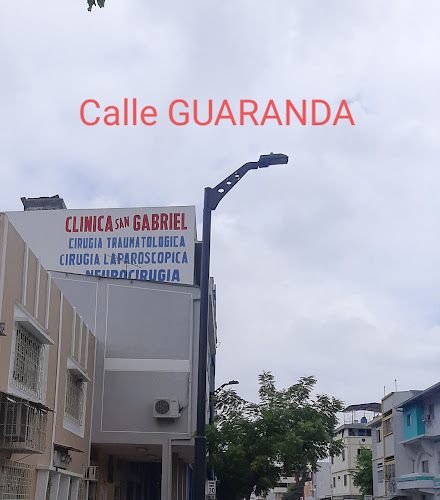 Calle GUARANDA
CLINICA SAN GABRIEL
CIRUGIA TRAUMATOLOGICA
CIRUGIA LAPAROSCOPICA
NEUROCIRUGIA